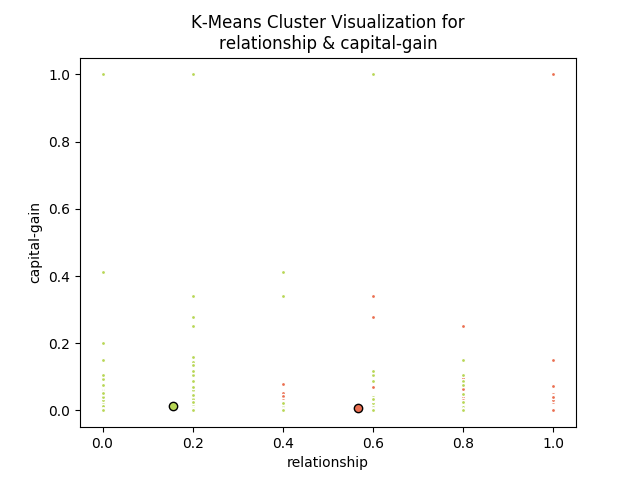 K-Means Cluster Visualization for
relationship & capital-gain
1.0
0.8
0.6
0.4
0.2
0.0
capital-gain
0.0 0.2 0.4 0.6 0.8 1.0
relationship